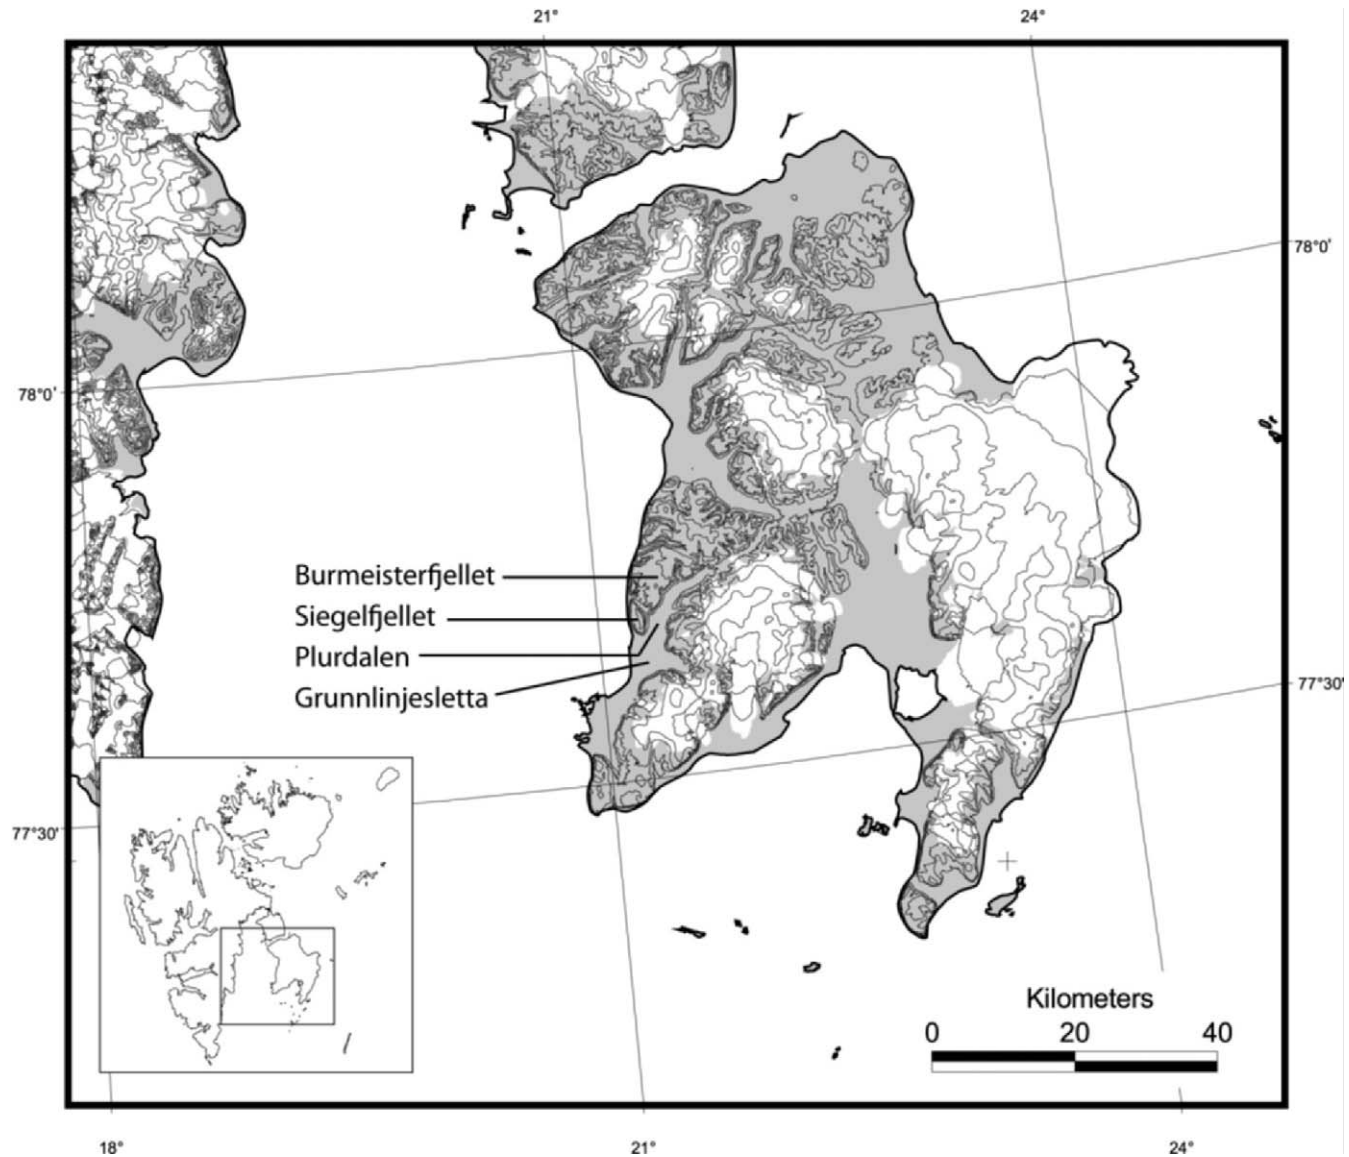 21° 24°
78°0'
78°0'
Burmeisterfjellet
Siegelfjellet
Plurdalen
Grunnlinjesletta
77°30'
77°30'
Kilometers
0 20 40
18° 21° 24°